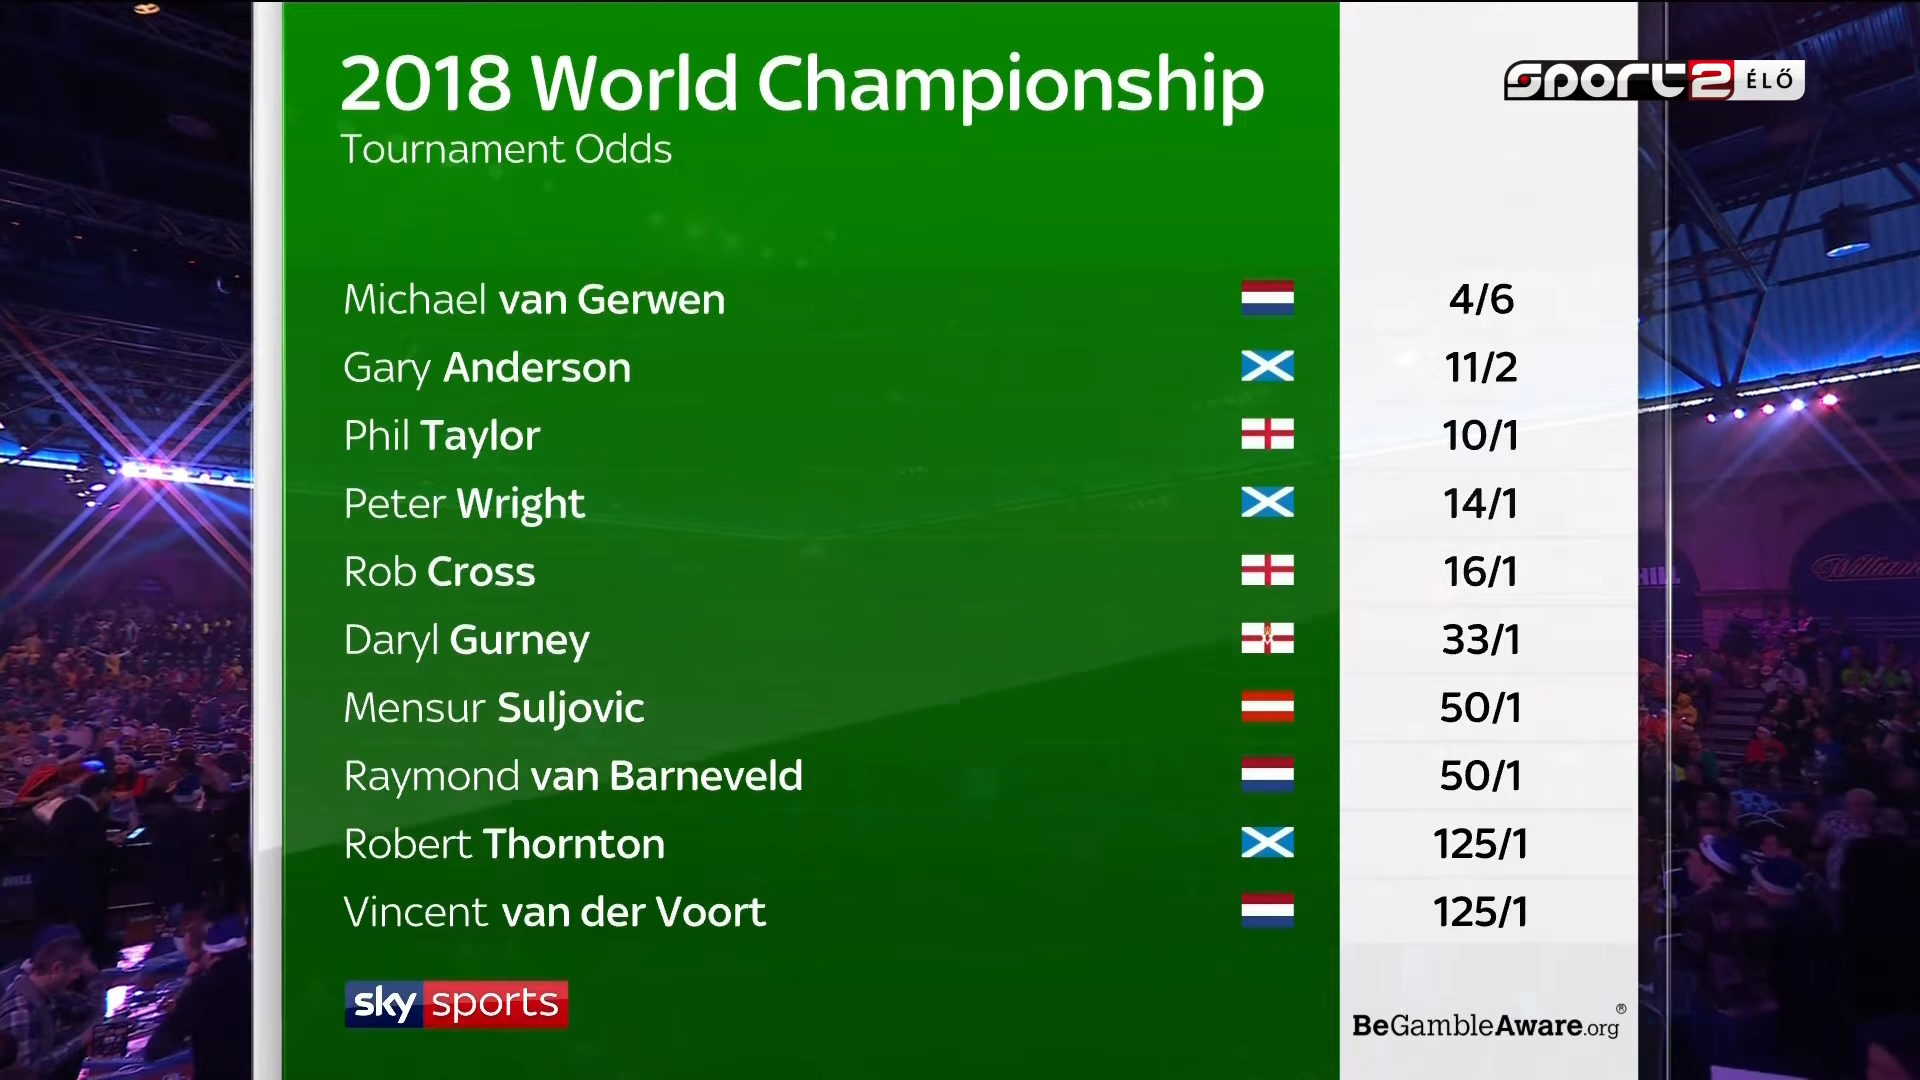 2018 World Championship
Tournament Odds
sport2 ÉLŐ
Michael van Gerwen 4/6
Gary Anderson 11/2
Phil Taylor 10/1
Peter Wright 14/1
Rob Cross 16/1
Daryl Gurney 33/1
Mensur Suljovic 50/1
Raymond van Barneveld 50/1
Robert Thornton 125/1
Vincent van der Voort 125/1
sky sports
BeGambleAware.org®
William
HILL